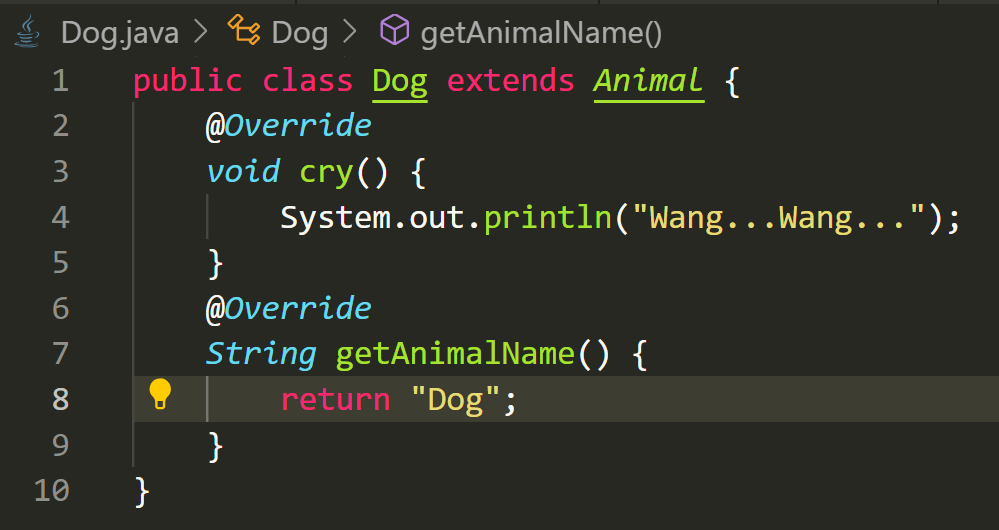 Dog.java > Dog > getAnimalName()
1 public class Dog extends Animal {
2 @Override
3 void cry() {
4 System.out.println("Wang...Wang...");
5 }
6 @Override
7 String getAnimalName() {
8 return "Dog";
9 }
10 }